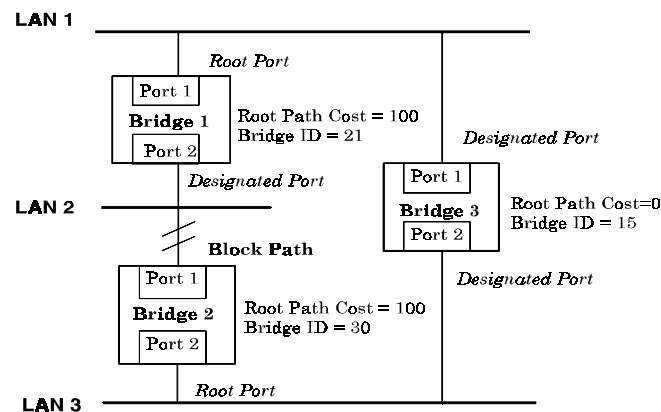 LAN 1
Root Port
Port 1
Bridge 1
Port 2
Root Path Cost = 100
Bridge ID = 21
Designated Port
LAN 2
Block Path
Port 1
Bridge 2
Port 2
Root Path Cost = 100
Bridge ID = 30
Root Port
LAN 3
Designated Port
Port 1
Bridge 3
Port 2
Root Path Cost=0
Bridge ID = 15
Designated Port